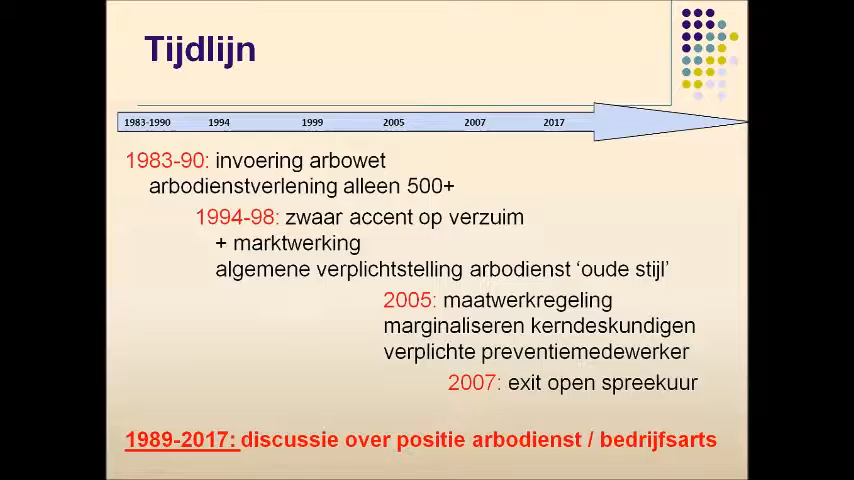 Tijdlijn
1983-1990 1994 1999 2005 2007 2017
1983-90: invoering arbowet
arbodienstverlening alleen 500+
1994-98: zwaar accent op verzuim
+ marktwerking
algemene verplichtstelling arbodienst ‘oude stijl’
2005: maatwerkregeling
marginaliseren kerndeskundigen
verplichte preventiemedewerker
2007: exit open spreekuur
1989-2017: discussie over positie arbodienst / bedrijfsarts